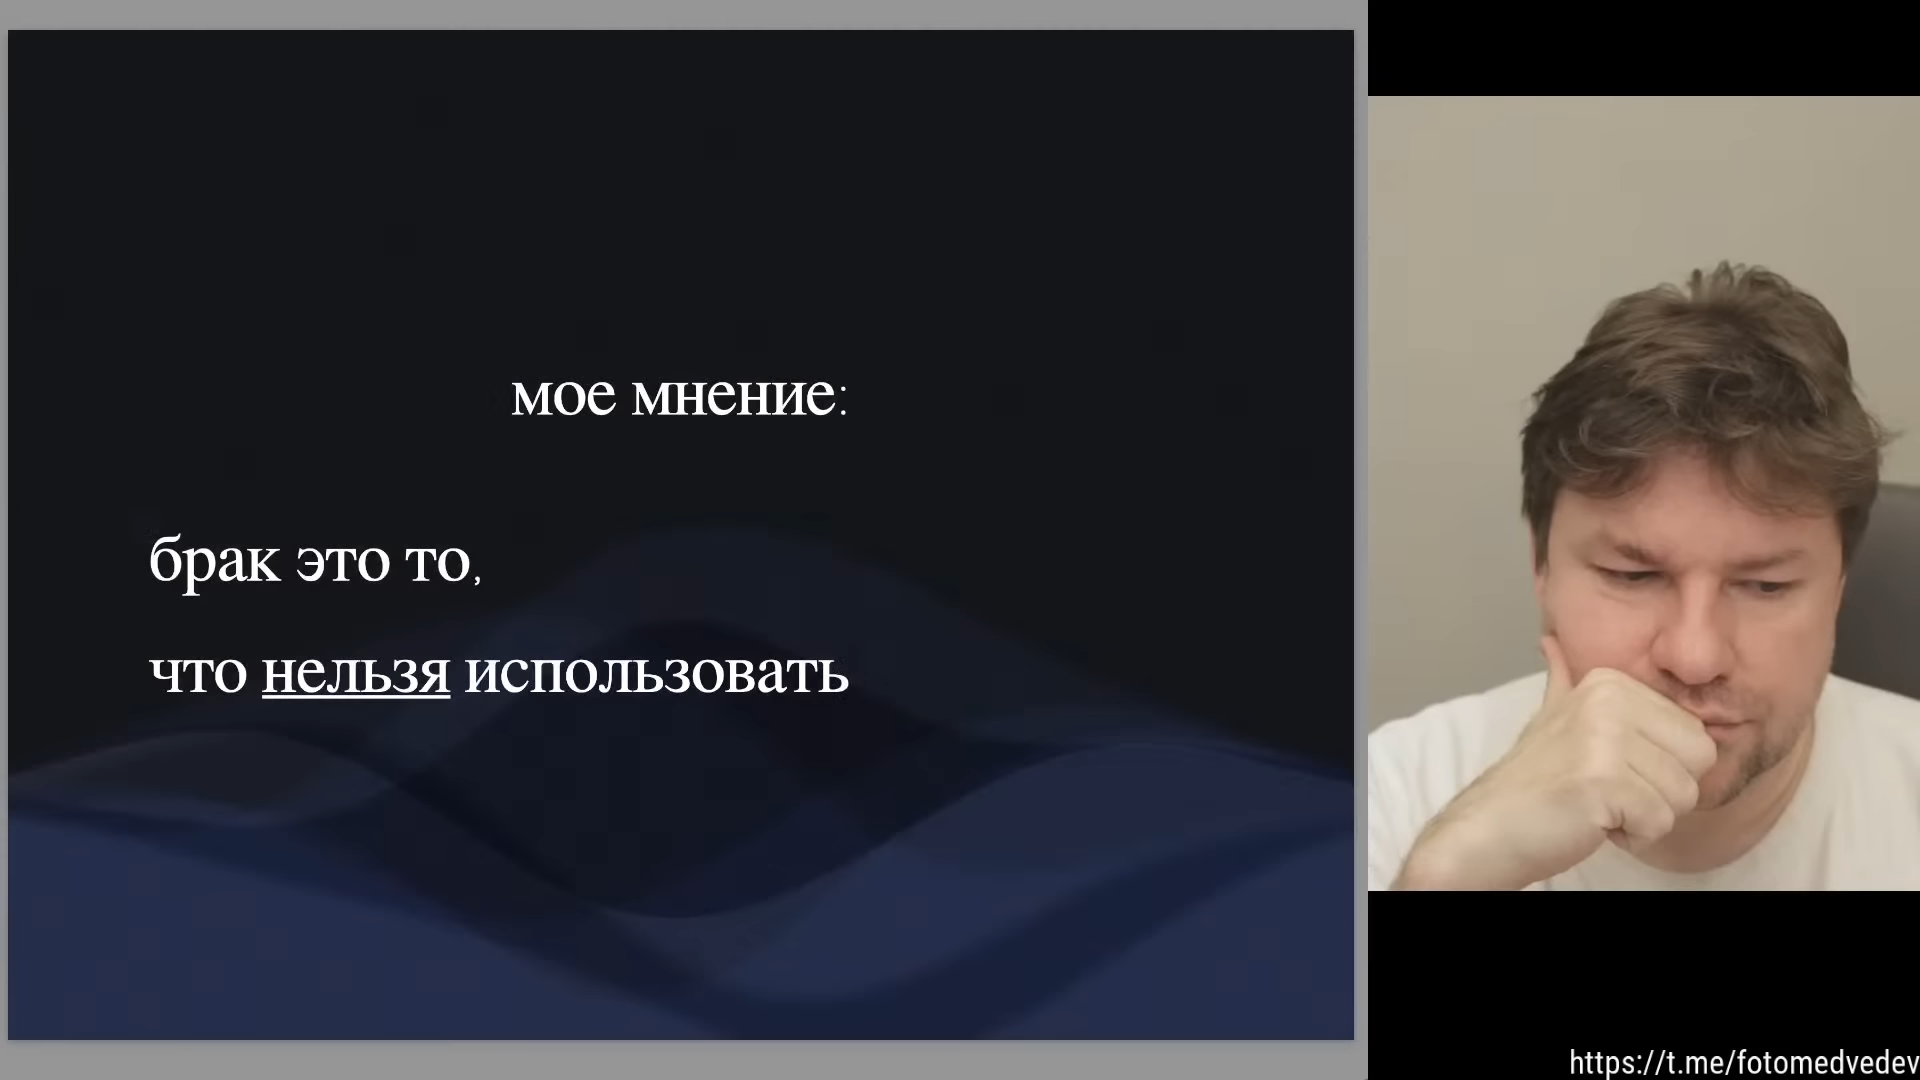 мое мнение:
брак это то,
что нельзя использовать
https://t.me/fotomedvedev